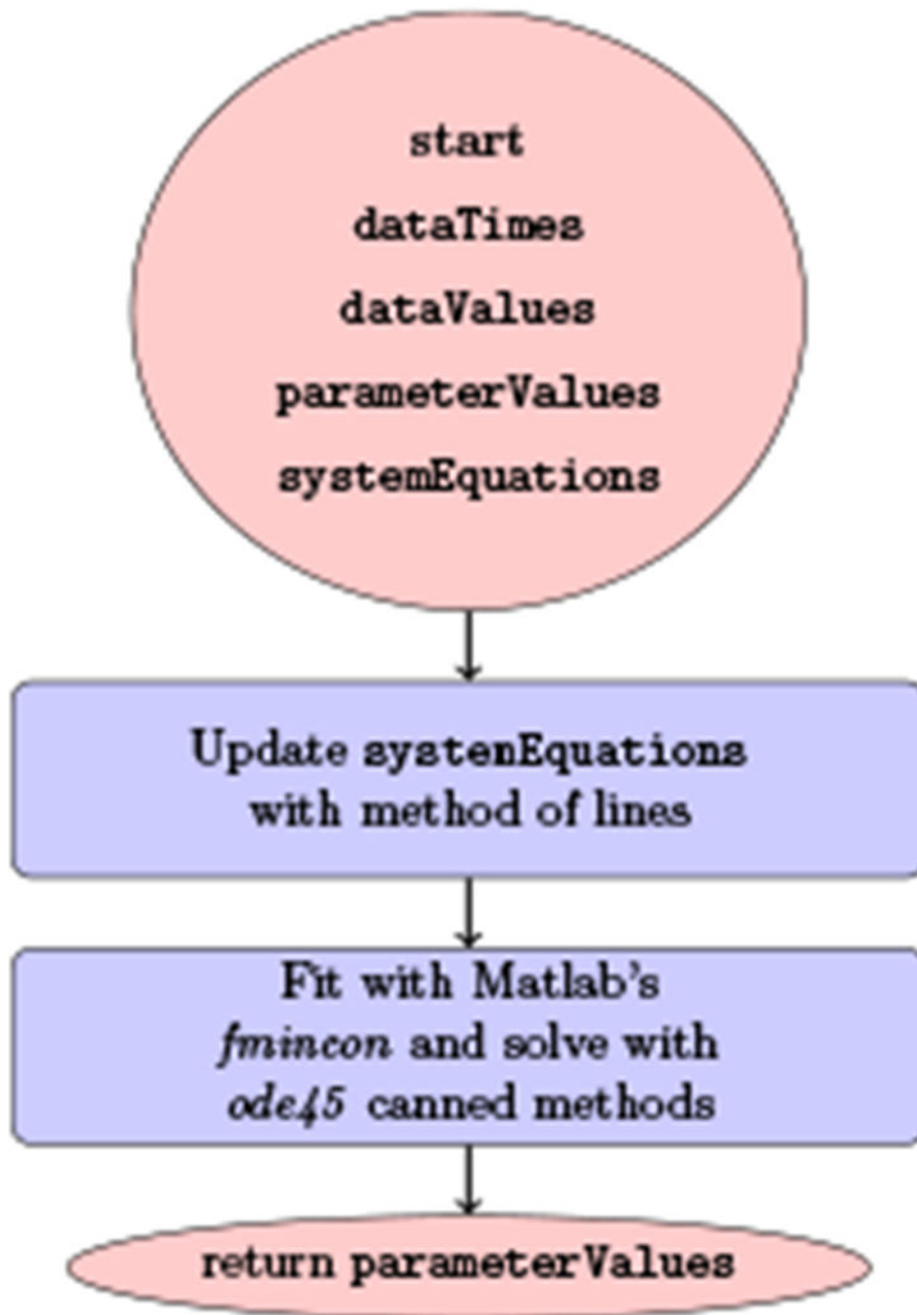 start
dataTimes
dataValues
parameterValues
systemEquations
Update systemEquations
with method of lines
Fit with Matlab's
fmincon and solve with
ode45 canned methods
return parameterValues